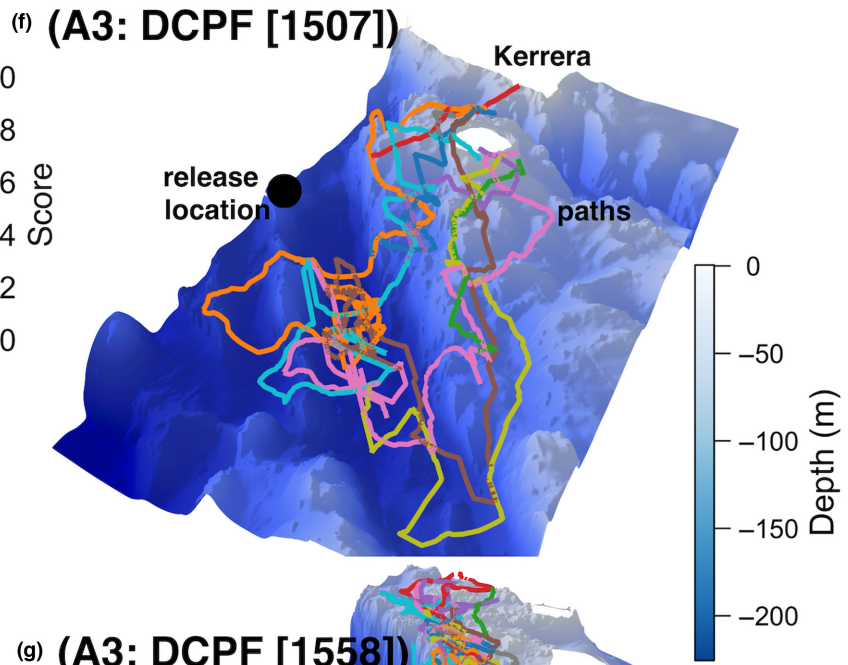 (f) (A3: DCPF [1507])
Kerrera
0
8
6
4
2
0
Score
release
location
paths
0
−50
−100
−150
−200
Depth (m)
(g) (A3: DCPF [1558])